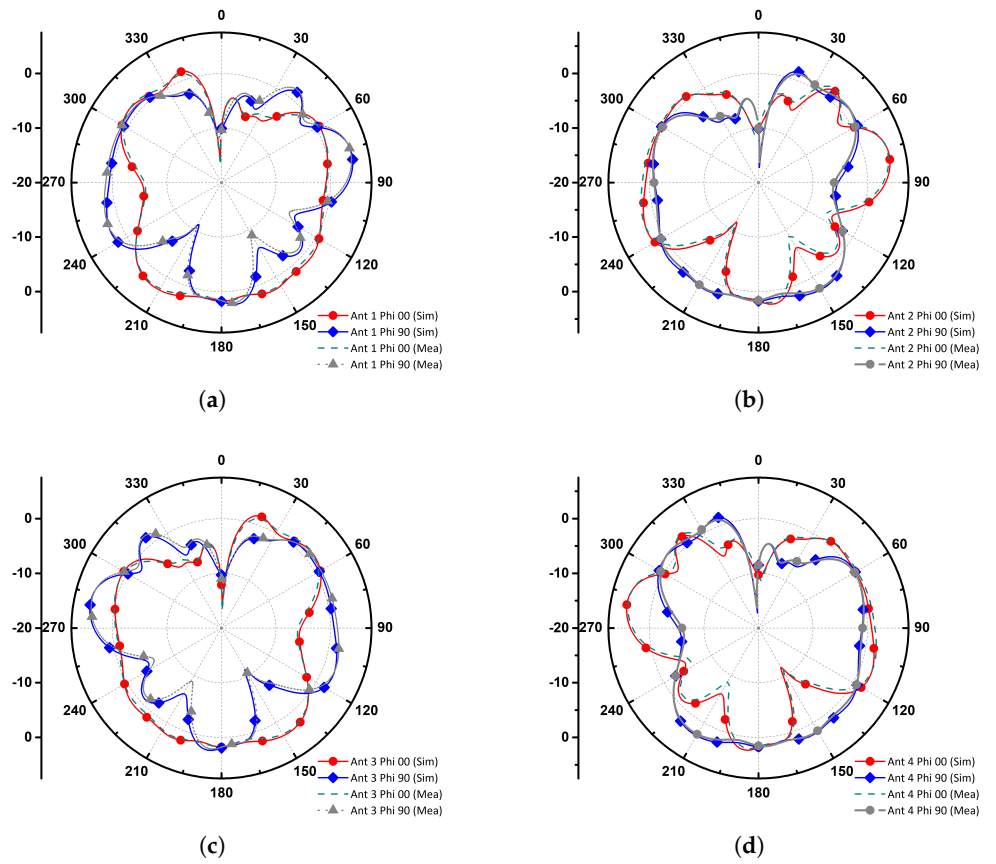 0
330 30
0
300 60
-10
-20 270 90
-10
240 120
0
210 150
180
Ant 1 Phi 00 (Sim)
Ant 1 Phi 90 (Sim)
Ant 1 Phi 00 (Mea)
Ant 1 Phi 90 (Mea)
(a)
0
330 30
0
300 60
-10
-20 270 90
-10
240 120
0
210 150
180
Ant 2 Phi 00 (Sim)
Ant 2 Phi 90 (Sim)
Ant 2 Phi 00 (Mea)
Ant 2 Phi 90 (Mea)
(b)
0
330 30
0
300 60
-10
-20 270 90
-10
240 120
0
210 150
180
Ant 3 Phi 00 (Sim)
Ant 3 Phi 90 (Sim)
Ant 3 Phi 00 (Mea)
Ant 3 Phi 90 (Mea)
(c)
0
330 30
0
300 60
-10
-20 270 90
-10
240 120
0
210 150
180
Ant 4 Phi 00 (Sim)
Ant 4 Phi 90 (Sim)
Ant 4 Phi 00 (Mea)
Ant 4 Phi 90 (Mea)
(d)